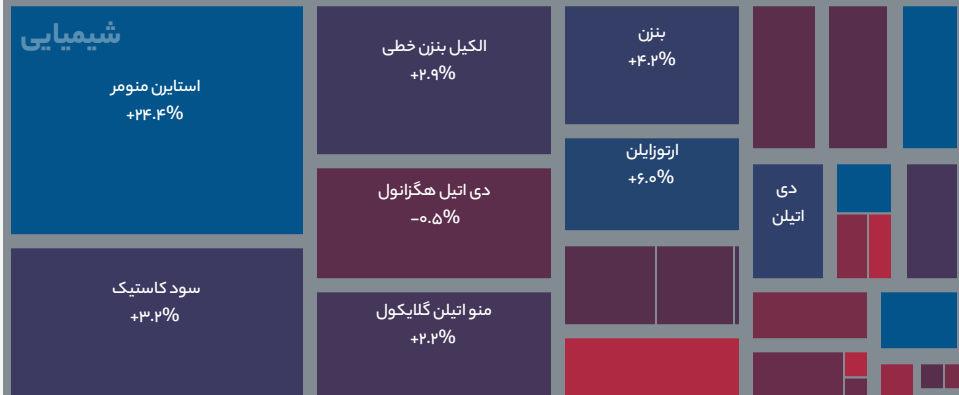 شیمیایی
استایرن منومر
+۲۴.۴%
سود کاستیک
+۳.۲%
الکیل بنزن خطی
+۲.۹%
دی اتیل هگزانول
-۰.۵%
منو اتیلن گلایکول
+۲.۲%
بنزن
+۴.۲%
ارتوزایلن
+۶.۰%
دی
اتیلن